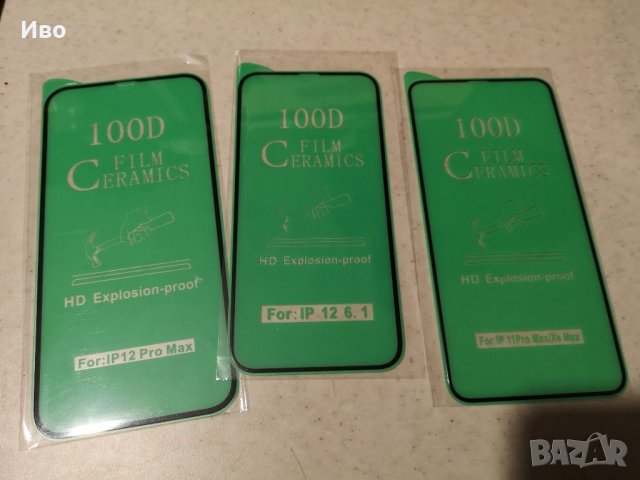 Иво
100D
FILM
CERAMICS
HD Explosion-proof
For:IP12 Pro Max
100D
FILM
CERAMICS
HD Explosion-proof
For: IP 12 6.1
100D
FILM
CERAMICS
HD Explosion-proof
For:IP 11Pro Max/Xs Max
BAZAR